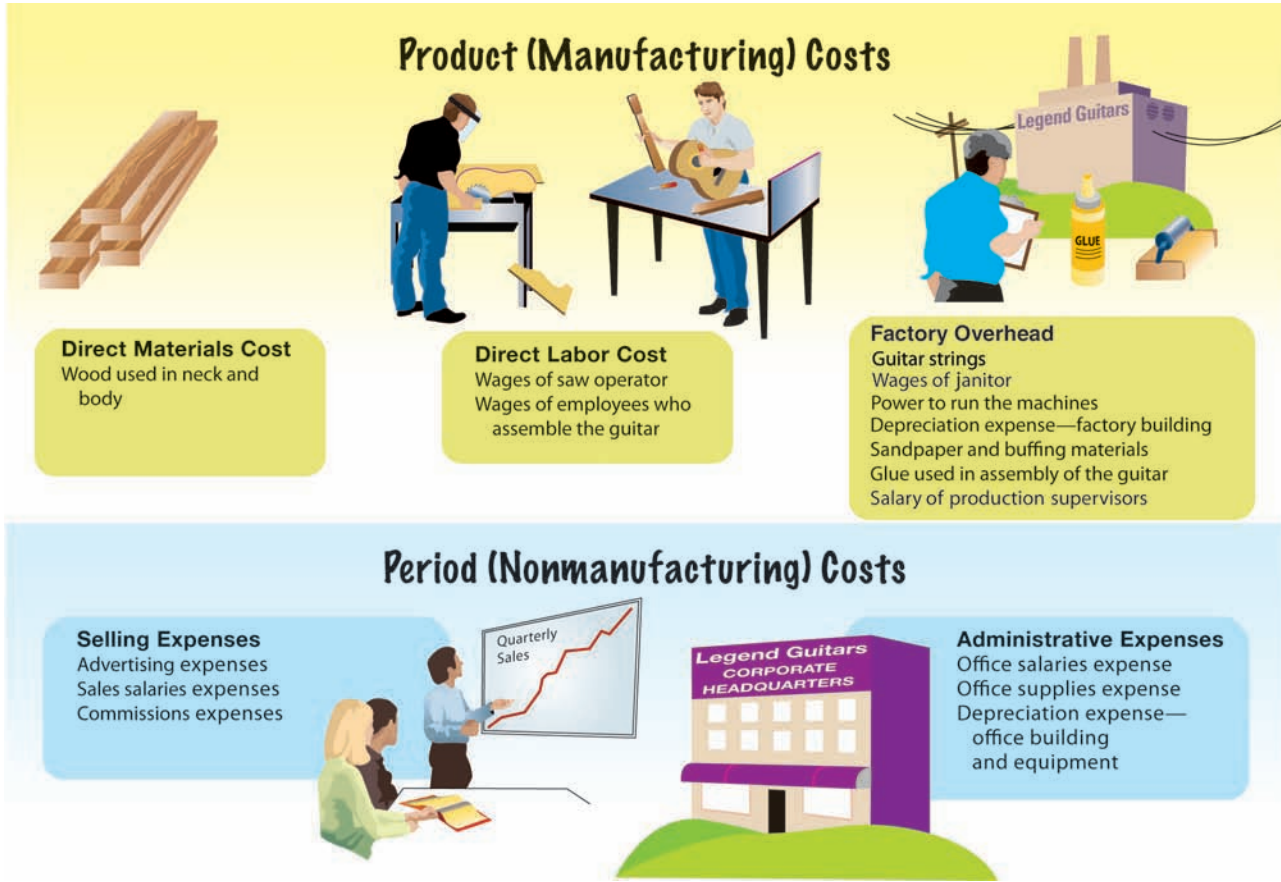 Product (Manufacturing) Costs
Legend Guitars
GLUE
Direct Materials Cost
Wood used in neck and
body
Direct Labor Cost
Wages of saw operator
Wages of employees who
assemble the guitar
Factory Overhead
Guitar strings
Wages of janitor
Power to run the machines
Depreciation expense—factory building
Sandpaper and buffing materials
Glue used in assembly of the guitar
Salary of production supervisors
Period (Nonmanufacturing) Costs
Selling Expenses
Advertising expenses
Sales salaries expenses
Commissions expenses
Quarterly
Sales
Legend Guitars
CORPORATE
HEADQUARTERS
Administrative Expenses
Office salaries expense
Office supplies expense
Depreciation expense—
office building
and equipment